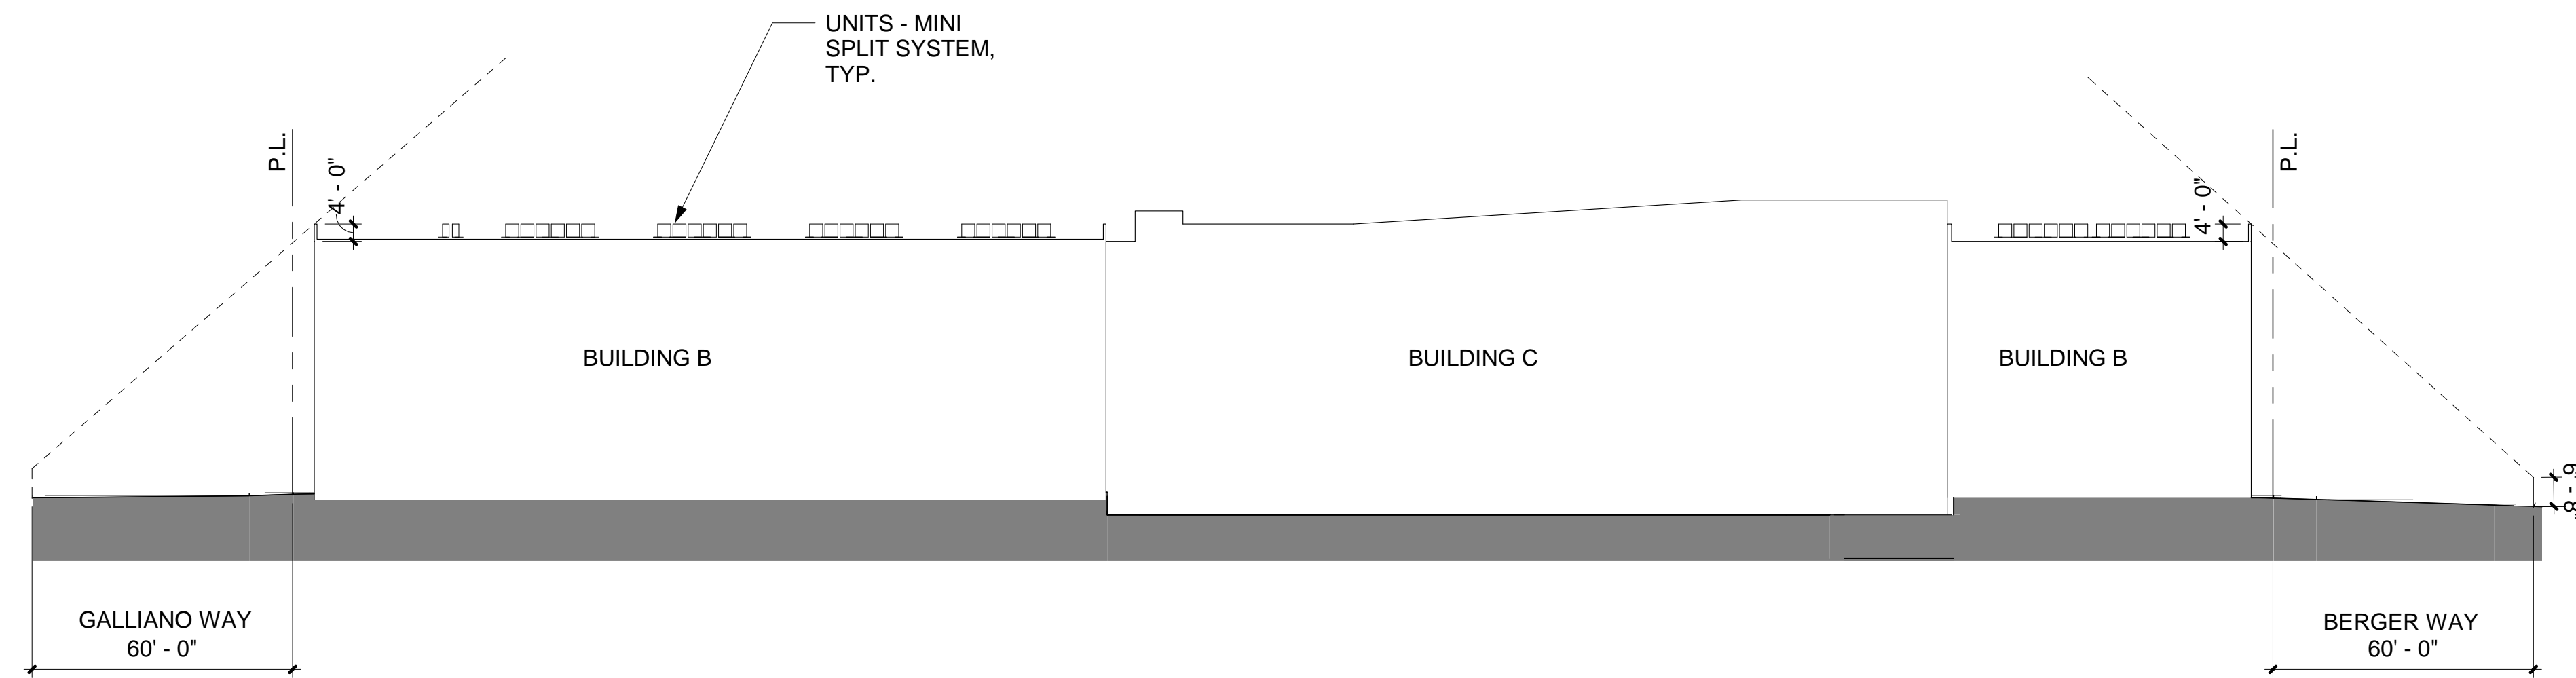 UNITS - MINI
SPLIT SYSTEM,
TYP.
P.L.
4' - 0"
4' - 0"
P.L.
BUILDING B
BUILDING C
BUILDING B
GALLIANO WAY
60' - 0"
BERGER WAY
60' - 0"